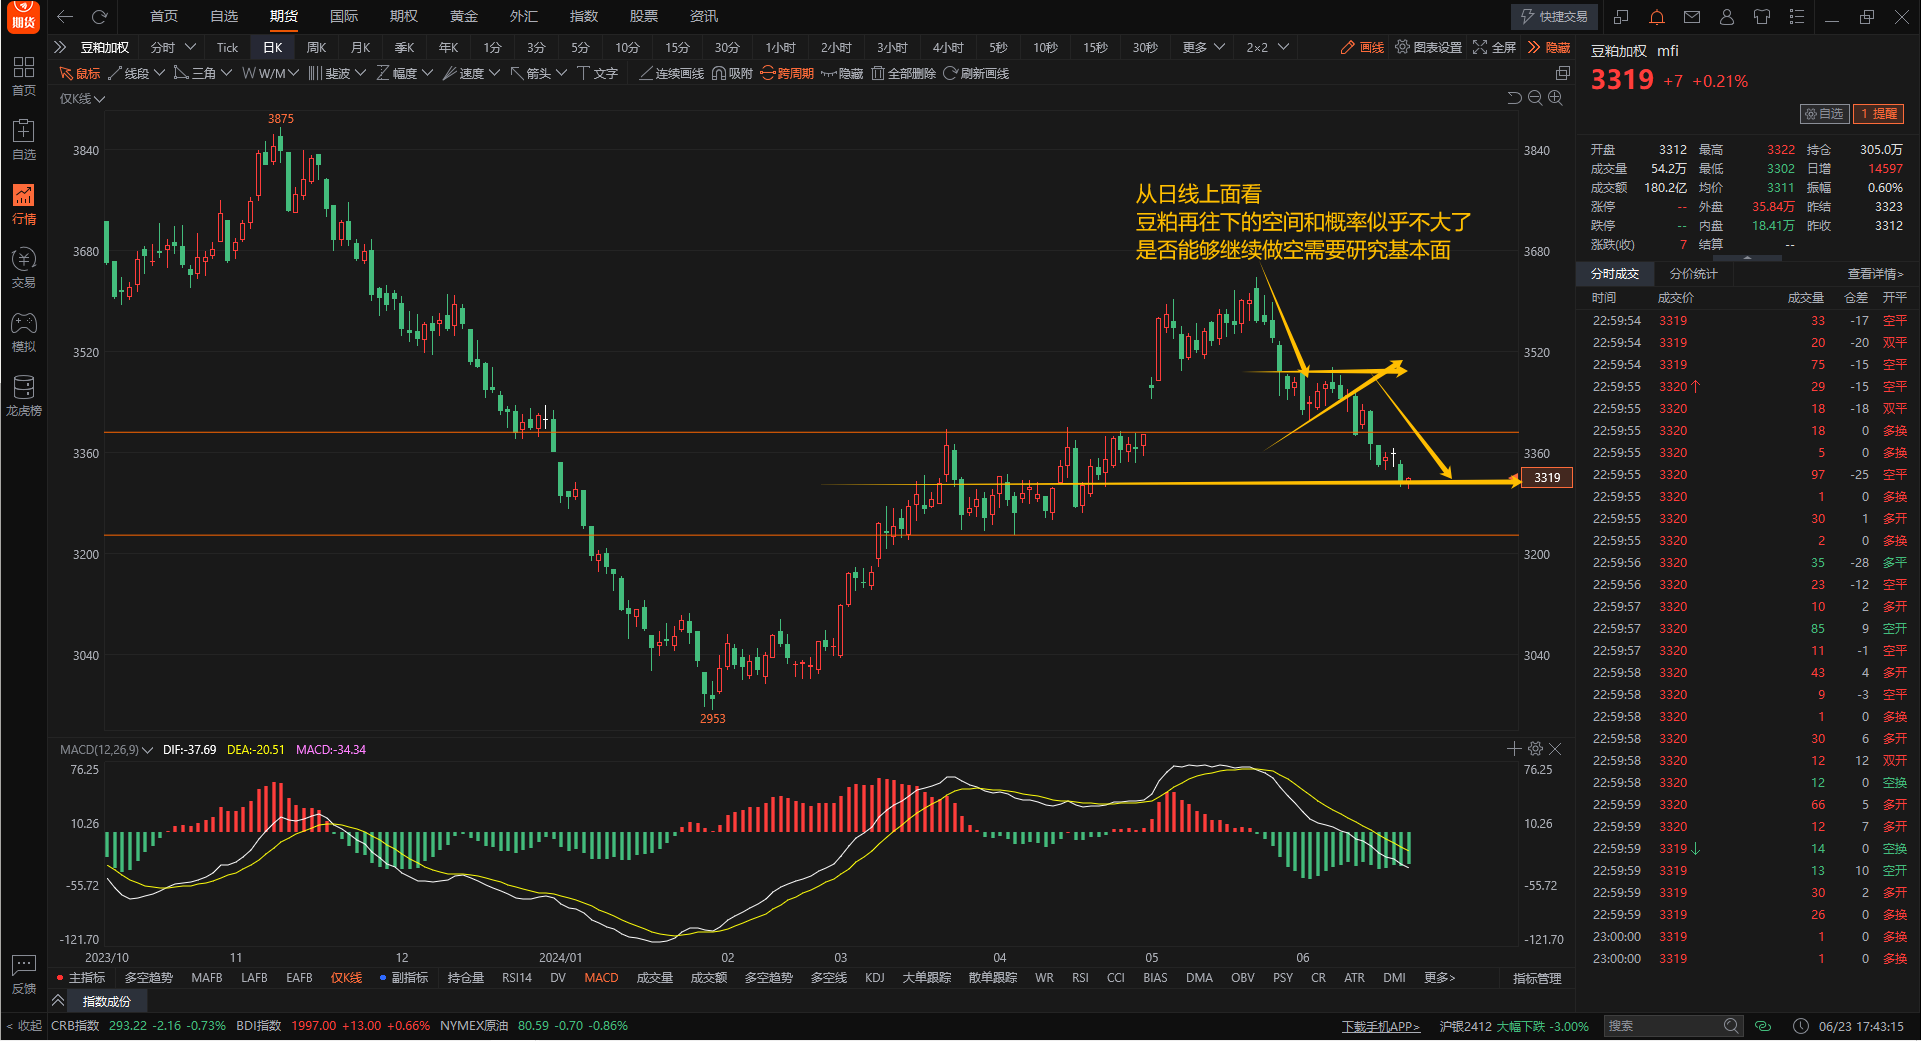 期货 首页 自选 期货 国际 期权 黄金 外汇 指数 股票 资讯 快捷交易
豆粕加权 分时 Tick 日K 周K 月K 季K 年K 1分 3分 5分 10分 15分 30分 1小时 2小时 3小时 4小时 5秒 10秒 15秒 30秒 更多 2×2 画线 图表设置 全屏 隐藏
鼠标 线段 三角 W/M 斐波 幅度 速度 箭头 文字 连续画线 吸附 跨周期 隐藏 全部删除 刷新画线
首页
自选
行情
交易
模拟
龙虎榜
反馈
< 收起
仅K线
3875
3840
3680
3520
3360
3200
3040
3840
3680
3520
3360
3200
3040
3319
2953
从日线上面看
豆粕再往下的空间和概率似乎不大了
是否能够继续做空需要研究基本面
MACD(12,26,9) DIF:-37.69 DEA:-20.51 MACD:-34.34
76.25 76.25
10.26 10.26
-55.72 -55.72
-121.70 -121.70
2023/10 11 12 2024/01 02 03 04 05 06
主指标 多空趋势 MAFB LAFB EAFB 仅K线 副指标 持仓量 RSI14 DV MACD 成交量 成交额 多空趋势 多空线 KDJ 大单跟踪 散单跟踪 WR RSI CCI BIAS DMA OBV PSY CR ATR DMI 更多> 指标管理
指数成份
豆粕加权 mfi
3319 +7 +0.21%
自选 1 提醒
开盘 3312 最高 3322 持仓 305.0万
成交量 54.2万 最低 3302 日增 14597
成交额 180.2亿 均价 3311 振幅 0.60%
涨停 -- 外盘 35.84万 昨结 3323
跌停 -- 内盘 18.41万 昨收 3312
涨跌(收) 7 结算 --
分时成交 分价统计 查看详情>
时间 成交价 成交量 仓差 开平
22:59:54 3319 33 -17 空平
22:59:54 3319 20 -20 双平
22:59:54 3319 75 -15 空平
22:59:55 3320↑ 29 -15 空平
22:59:55 3320 18 -18 双平
22:59:55 3320 18 0 多换
22:59:55 3320 5 0 多换
22:59:55 3320 97 -25 空平
22:59:55 3320 1 0 多换
22:59:55 3320 30 1 多开
22:59:55 3320 2 0 多换
22:59:56 3320 35 -28 多平
22:59:56 3320 23 -12 空平
22:59:57 3320 10 2 多开
22:59:57 3320 85 9 空开
22:59:57 3320 11 -1 空平
22:59:58 3320 43 4 多开
22:59:58 3320 9 -3 空平
22:59:58 3320 1 0 多换
22:59:58 3320 30 6 多开
22:59:58 3320 12 12 双开
22:59:58 3320 12 0 空换
22:59:59 3320 66 5 多开
22:59:59 3320 12 7 多开
22:59:59 3319↓ 14 0 空换
22:59:59 3319 13 10 空开
22:59:59 3319 30 2 多开
22:59:59 3319 26 0 多换
23:00:00 3319 1 0 多换
23:00:00 3319 1 0 多换
CRB指数 293.22 -2.16 -0.73% BDI指数 1997.00 +13.00 +0.66% NYMEX原油 80.59 -0.70 -0.86% 下载手机APP> 沪银2412 大幅下跌 -3.00% 搜索 06/23 17:43:15